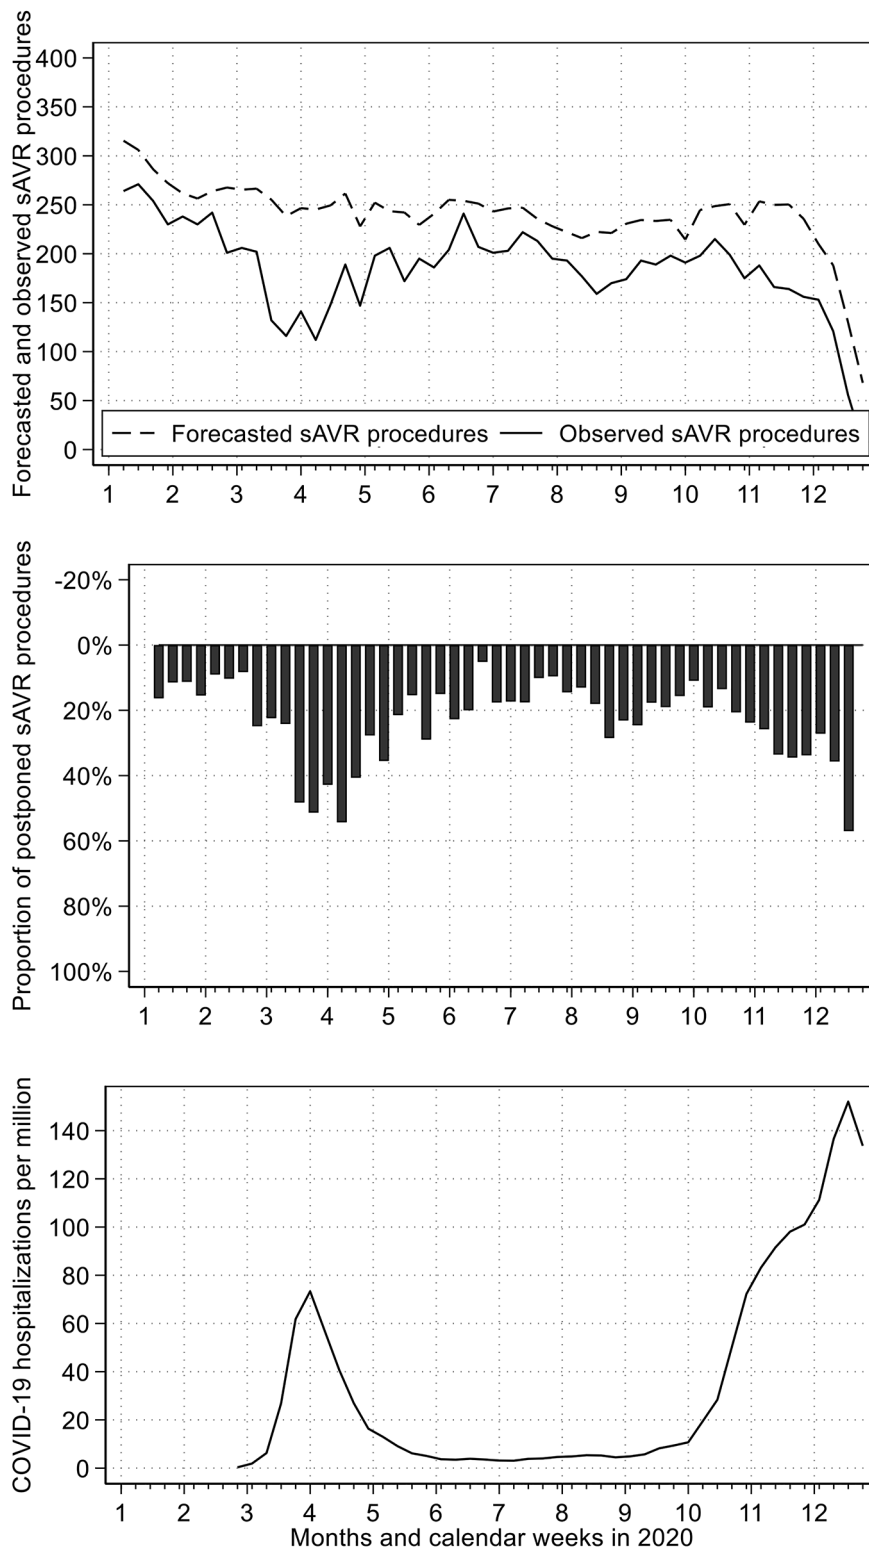 Forecasted and observed sAVR procedures
400
350
300
250
200
150
100
50
0
Forecasted sAVR procedures
Observed sAVR procedures
1 2 3 4 5 6 7 8 9 10 11 12
Proportion of postponed sAVR procedures
-20%
0%
20%
40%
60%
80%
100%
1 2 3 4 5 6 7 8 9 10 11 12
COVID-19 hospitalizations per million
140
120
100
80
60
40
20
0
1 2 3 4 5 6 7 8 9 10 11 12
Months and calendar weeks in 2020